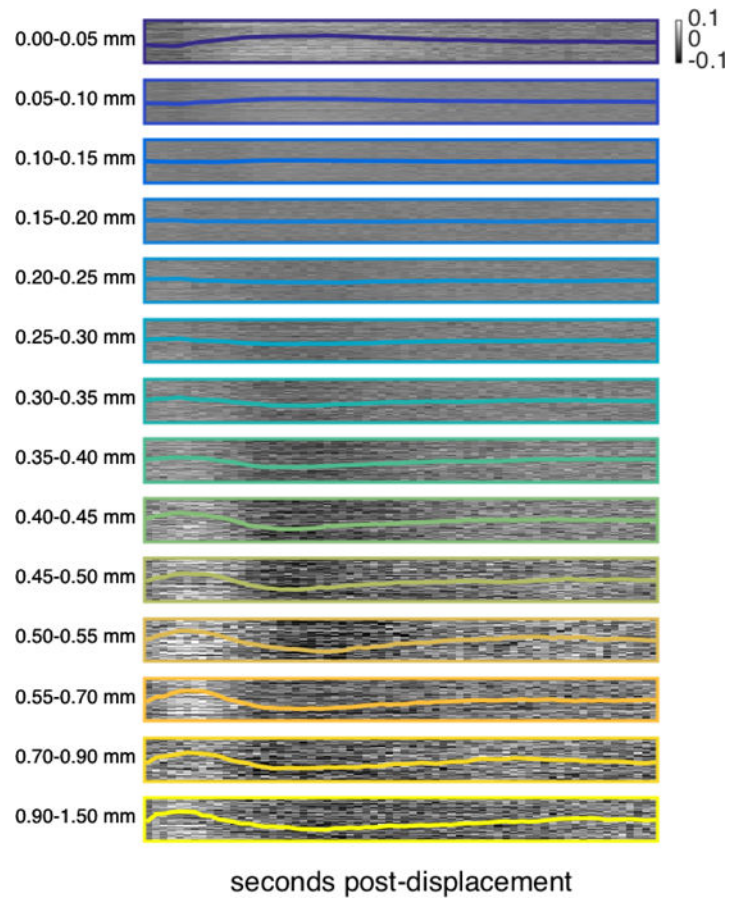 0.00-0.05 mm
0.1
0
-0.1
0.05-0.10 mm
0.10-0.15 mm
0.15-0.20 mm
0.20-0.25 mm
0.25-0.30 mm
0.30-0.35 mm
0.35-0.40 mm
0.40-0.45 mm
0.45-0.50 mm
0.50-0.55 mm
0.55-0.70 mm
0.70-0.90 mm
0.90-1.50 mm
seconds post-displacement